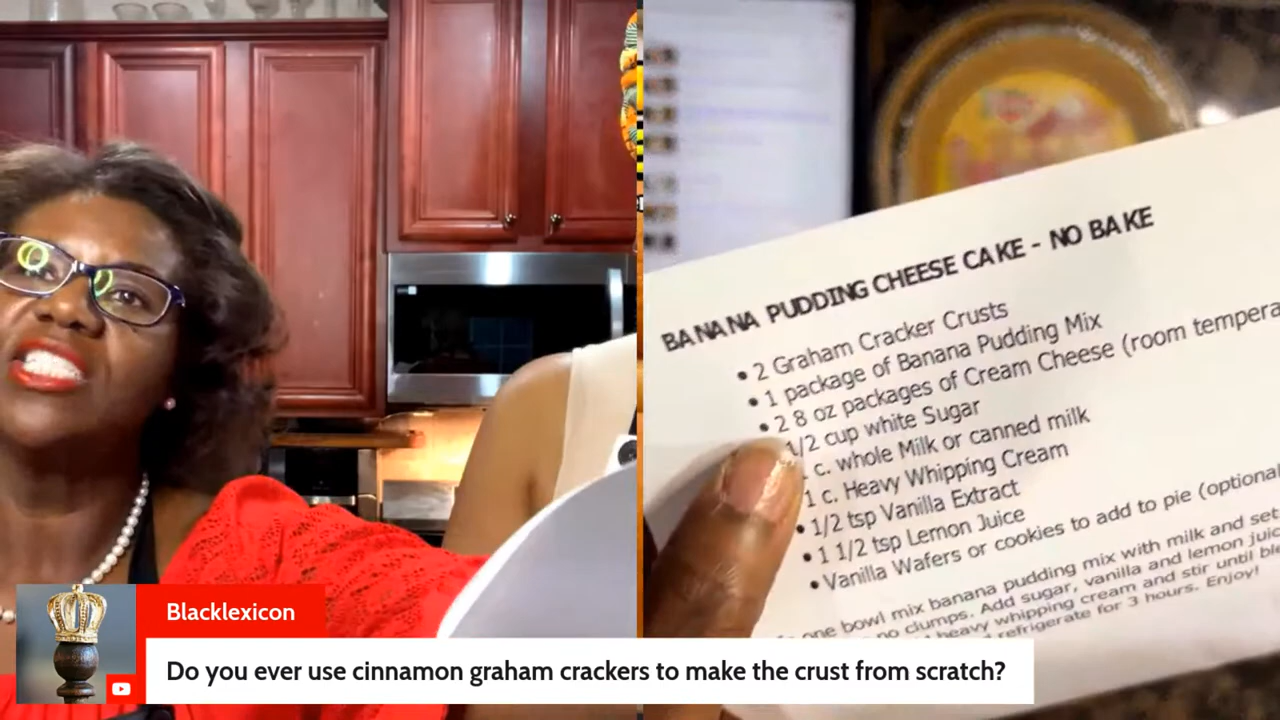 BANANA PUDDING CHEESE CAKE - NO BAKE
• 2 Graham Cracker Crusts
• 1 package of Banana Pudding Mix
• 2 8 oz packages of Cream Cheese (room tempera
1/2 cup white Sugar
c. whole Milk or canned milk
1 c. Heavy Whipping Cream
• 1/2 tsp Vanilla Extract
• 1 1/2 tsp Lemon Juice
• Vanilla Wafers or cookies to add to pie (optional
one bowl mix banana pudding mix with milk and set
no clumps. Add sugar, vanilla and lemon juic
heavy whipping cream and stir until ble
refrigerate for 3 hours. Enjoy!
Blacklexicon
Do you ever use cinnamon graham crackers to make the crust from scratch?